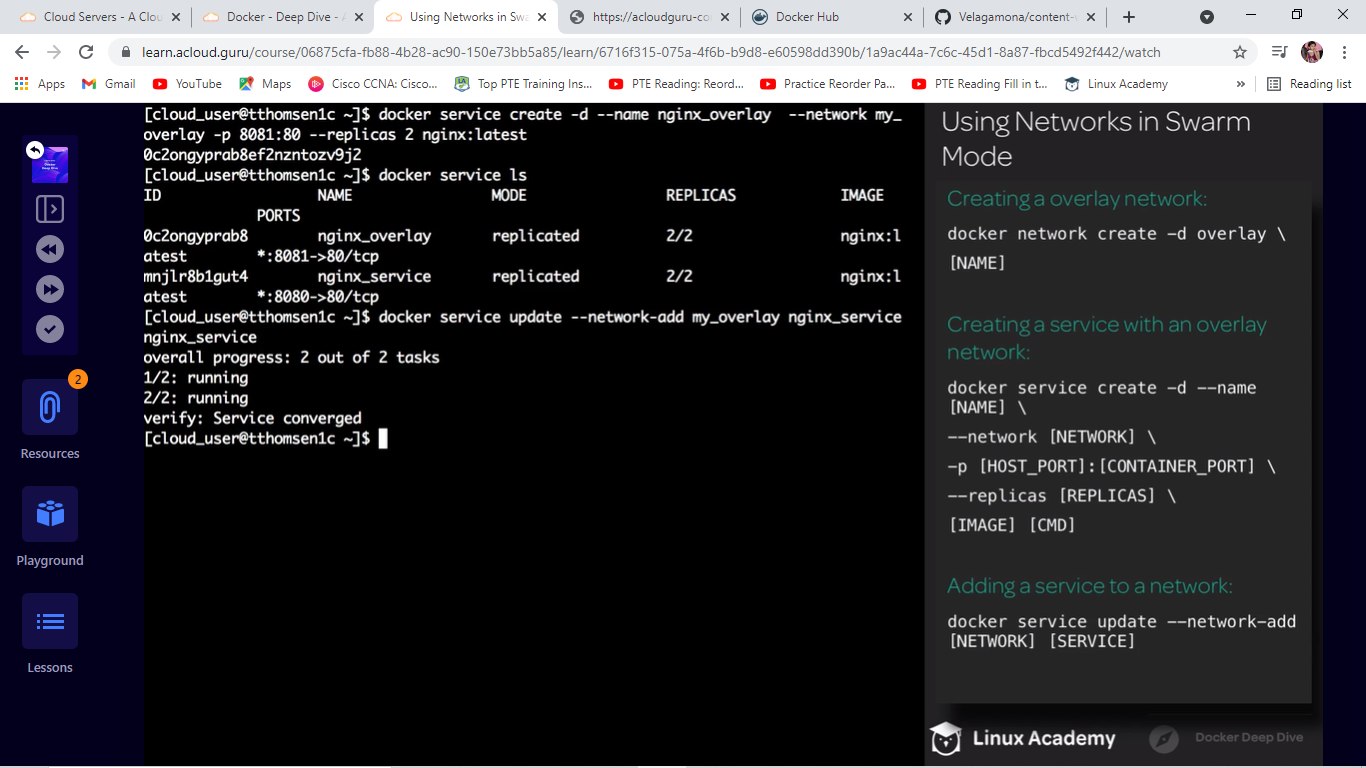 Cloud Servers - A Clou
Docker - Deep Dive - A
Using Networks in Swa
https://acloudguru-co
Docker Hub
Velagamona/content-
learn.acloud.guru/course/06875cfa-fb88-4b28-ac90-150e73bb5a85/learn/6716f315-075a-4f6b-b9d8-e60598dd390b/1a9ac44a-7c6c-45d1-8a87-fbcd5492f442/watch
Apps
Gmail
YouTube
Maps
Cisco CCNA: Cisco...
Top PTE Training Ins...
PTE Reading: Reord...
Practice Reorder Pa...
PTE Reading Fill in t...
Linux Academy
»
Reading list
Docker
Deep Dive
2
Resources
Playground
Lessons
[cloud_user@tthomsen1c ~]$ docker service create -d --name nginx_overlay  --network my_
overlay -p 8081:80 --replicas 2 nginx:latest
0c2ongyprab8ef2nzntozv9j2
[cloud_user@tthomsen1c ~]$ docker service ls
ID NAME MODE REPLICAS IMAGE
PORTS
0c2ongyprab8 nginx_overlay replicated 2/2 nginx:l
atest *:8081->80/tcp
mnjlr8b1gut4 nginx_service replicated 2/2 nginx:l
atest *:8080->80/tcp
[cloud_user@tthomsen1c ~]$ docker service update --network-add my_overlay nginx_service
nginx_service
overall progress: 2 out of 2 tasks
1/2: running
2/2: running
verify: Service converged
[cloud_user@tthomsen1c ~]$
Using Networks in Swarm
Mode
Creating a overlay network:
docker network create -d overlay \
[NAME]
Creating a service with an overlay
network:
docker service create -d --name
[NAME] \
--network [NETWORK] \
-p [HOST_PORT]:[CONTAINER_PORT] \
--replicas [REPLICAS] \
[IMAGE] [CMD]
Adding a service to a network:
docker service update --network-add
[NETWORK] [SERVICE]
Linux Academy
Docker Deep Dive